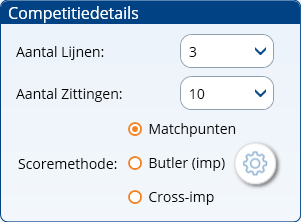 Competitiedetails
Aantal Lijnen: 3
Aantal Zittingen: 10
Matchpunten
Scoremethode: Butler (imp)
Cross-imp